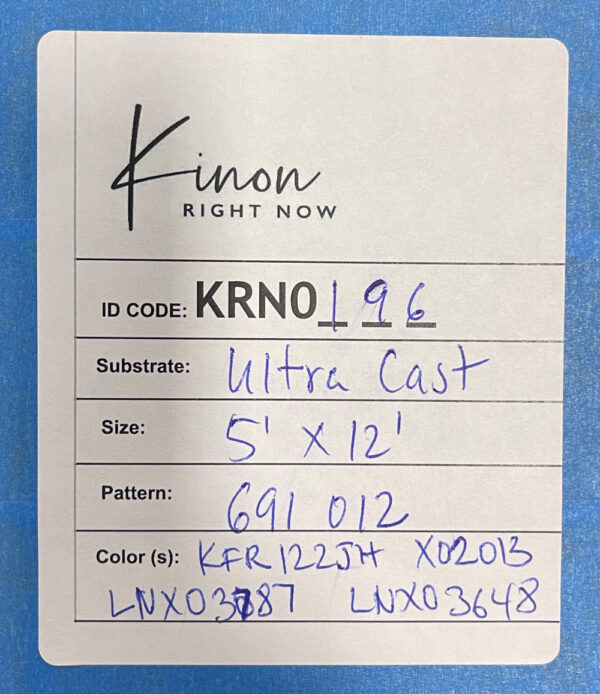 Kinon
RIGHT NOW
ID CODE: KRN0196
Substrate: Ultra Cast
Size: 5' x 12'
Pattern: 691 012
Color (s): KFR122JH X02013
LNX03787 LNX03648